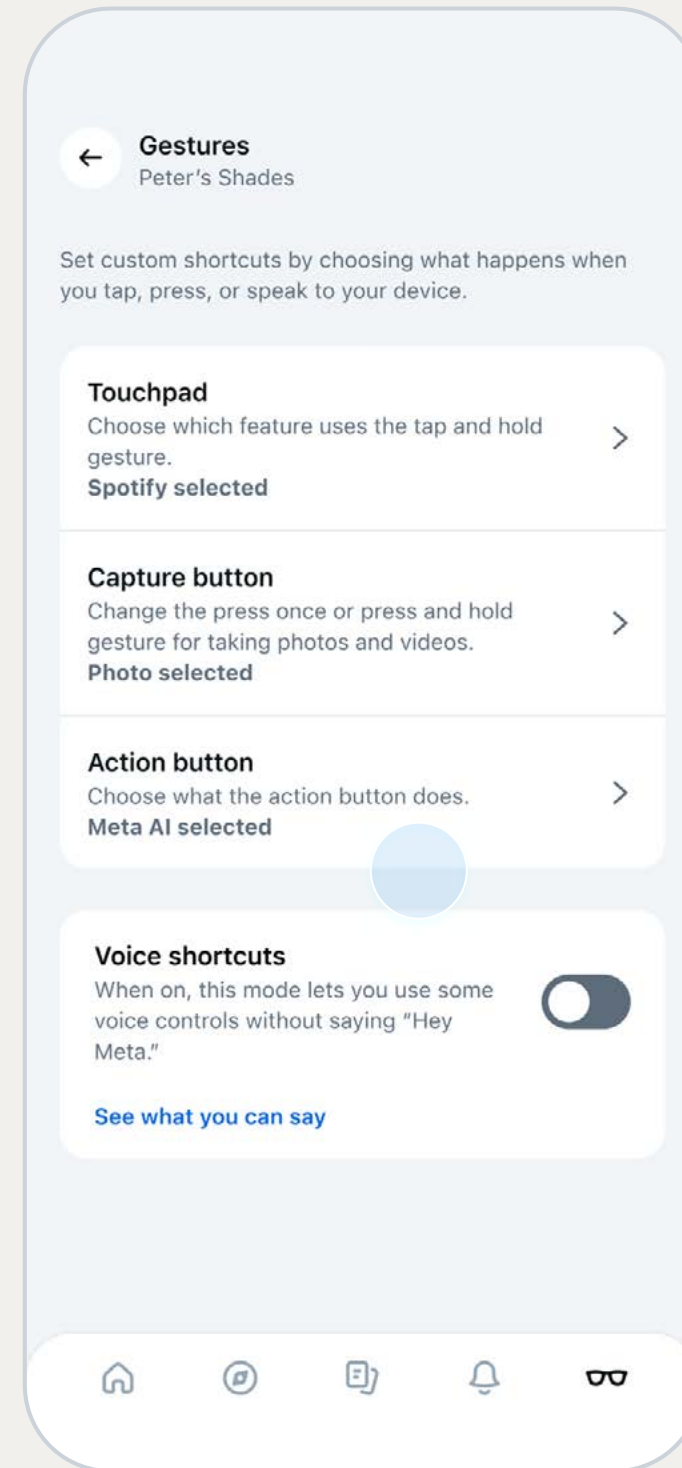 Gestures
Peter's Shades
Set custom shortcuts by choosing what happens when
you tap, press, or speak to your device.
Touchpad
Choose which feature uses the tap and hold
gesture.
Spotify selected
Capture button
Change the press once or press and hold
gesture for taking photos and videos.
Photo selected
Action button
Choose what the action button does.
Meta AI selected
Voice shortcuts
When on, this mode lets you use some
voice controls without saying "Hey
Meta."
See what you can say